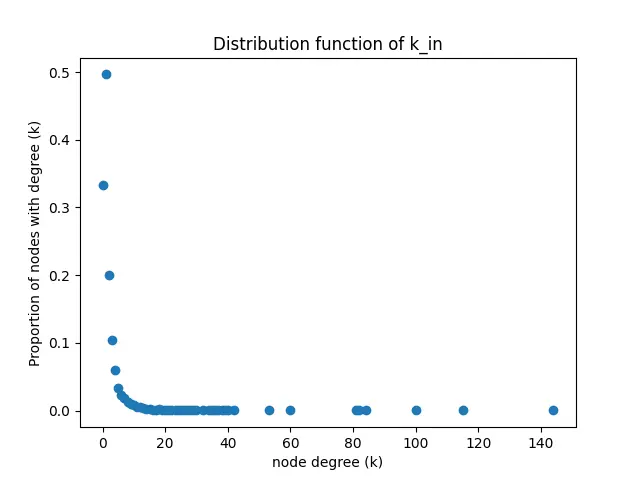 Distribution function of k_in
Proportion of nodes with degree (k)
0.5
0.4
0.3
0.2
0.1
0.0
0 20 40 60 80 100 120 140
node degree (k)